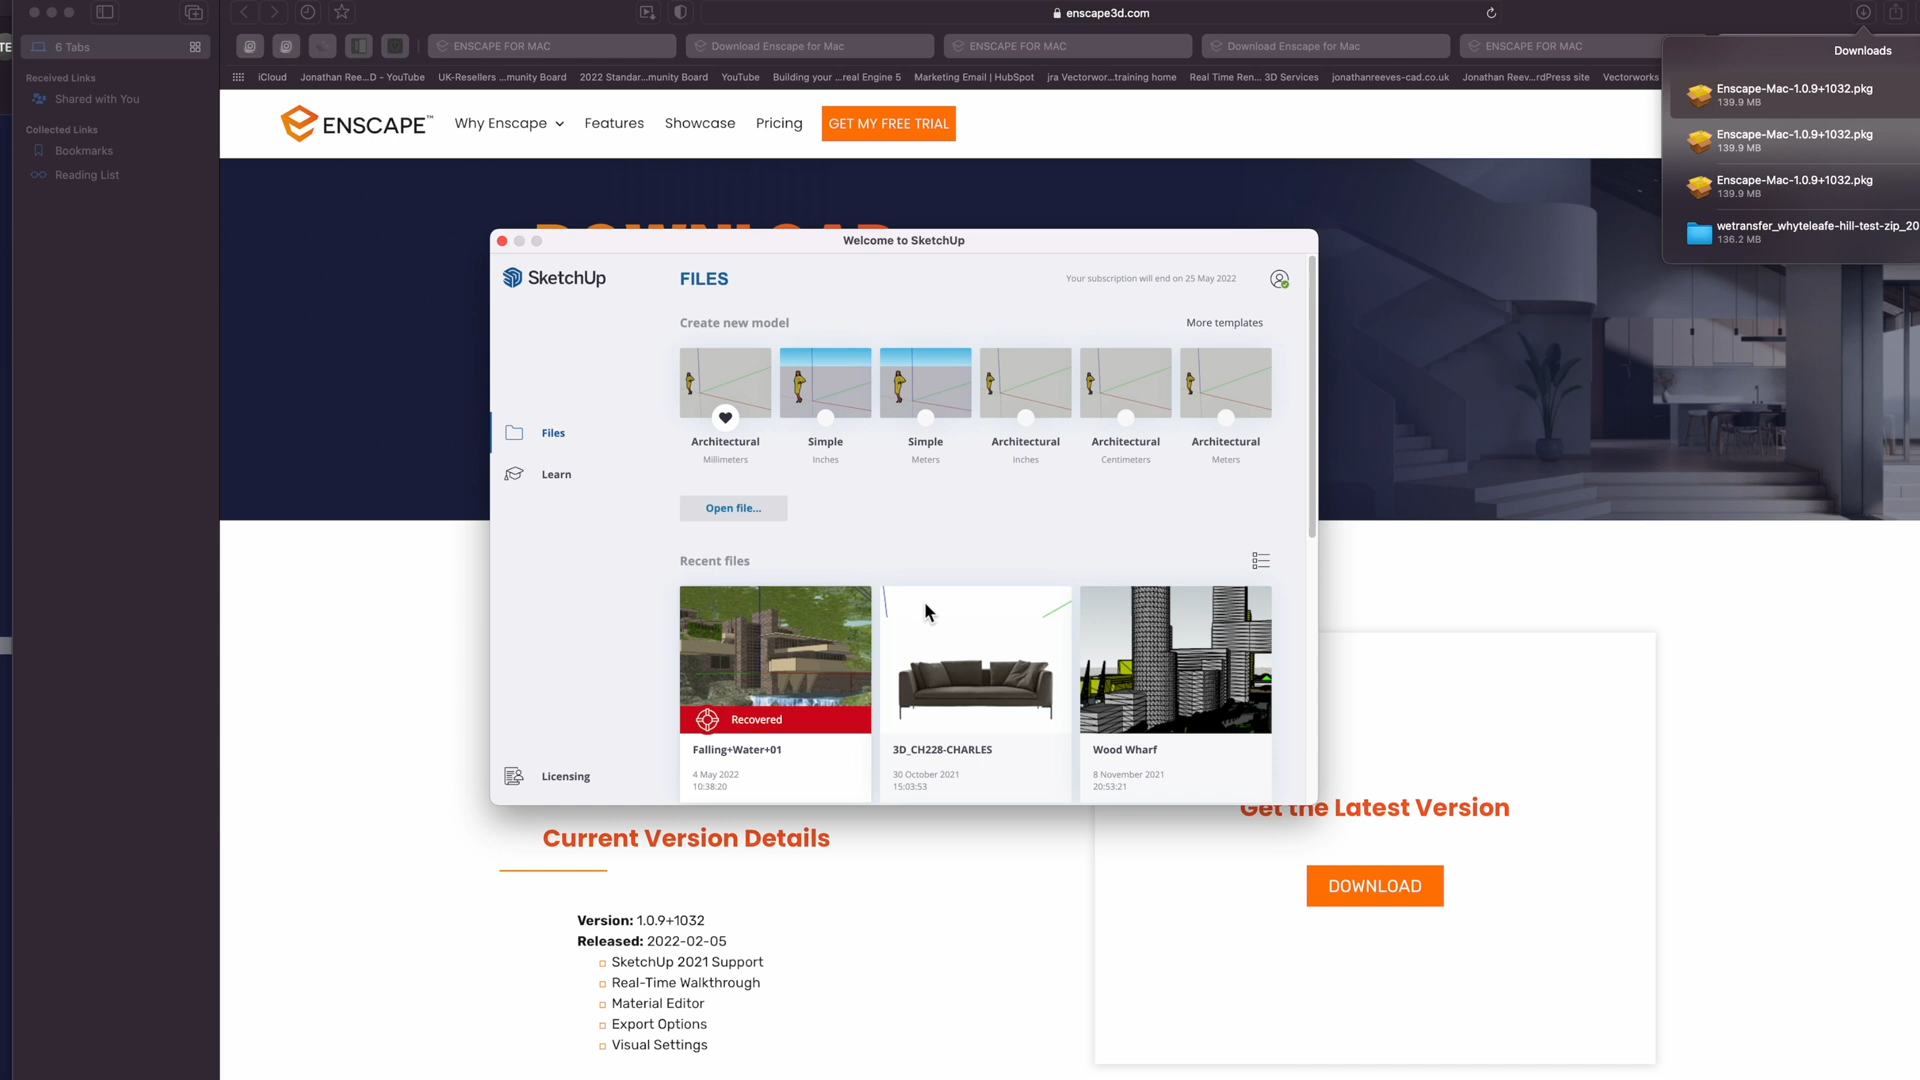 enscape3d.com
TE
6 Tabs
ENSCAPE FOR MAC
Download Enscape for Mac
ENSCAPE FOR MAC
Download Enscape for Mac
ENSCAPE FOR MAC
Downloads
iCloud
Jonathan Ree...D - YouTube
UK-Resellers ...munity Board
2022 Standar...munity Board
YouTube
Building your ...real Engine 5
Marketing Email | HubSpot
jra Vectorwor...training home
Real Time Ren... 3D Services
jonathanreeves-cad.co.uk
Jonathan Reev...rdPress site
Vectorworks
Received Links
Shared with You
Collected Links
Bookmarks
Reading List
Enscape-Mac-1.0.9+1032.pkg
139.9 MB
Enscape-Mac-1.0.9+1032.pkg
139.9 MB
Enscape-Mac-1.0.9+1032.pkg
139.9 MB
wetransfer_whyteleafe-hill-test-zip_20
136.2 MB
ENSCAPE™
Why Enscape
Features
Showcase
Pricing
GET MY FREE TRIAL
Welcome to SketchUp
SketchUp
FILES
Your subscription will end on 25 May 2022
Create new model
More templates
Architectural
Millimeters
Simple
Inches
Simple
Meters
Architectural
Inches
Architectural
Centimeters
Architectural
Meters
Files
Learn
Licensing
Open file...
Recent files
Recovered
Falling+Water+01
4 May 2022
10:38:20
3D_CH228-CHARLES
30 October 2021
15:03:53
Wood Wharf
8 November 2021
20:53:21
Current Version Details
Version: 1.0.9+1032
Released: 2022-02-05
SketchUp 2021 Support
Real-Time Walkthrough
Material Editor
Export Options
Visual Settings
Get the Latest Version
DOWNLOAD